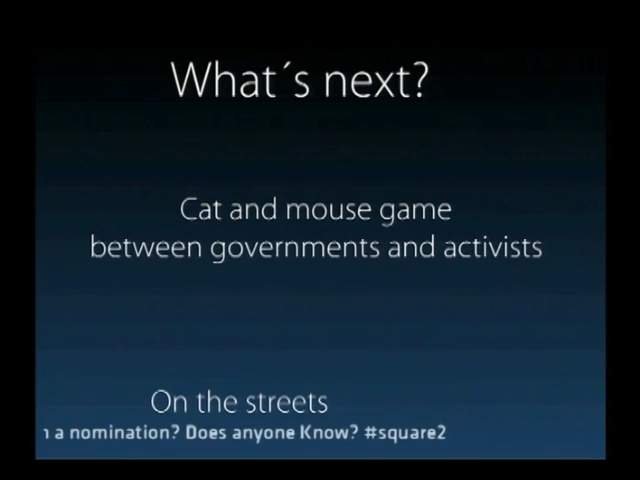 What´s next?
Cat and mouse game
between governments and activists
On the streets
a nomination? Does anyone Know? #square2